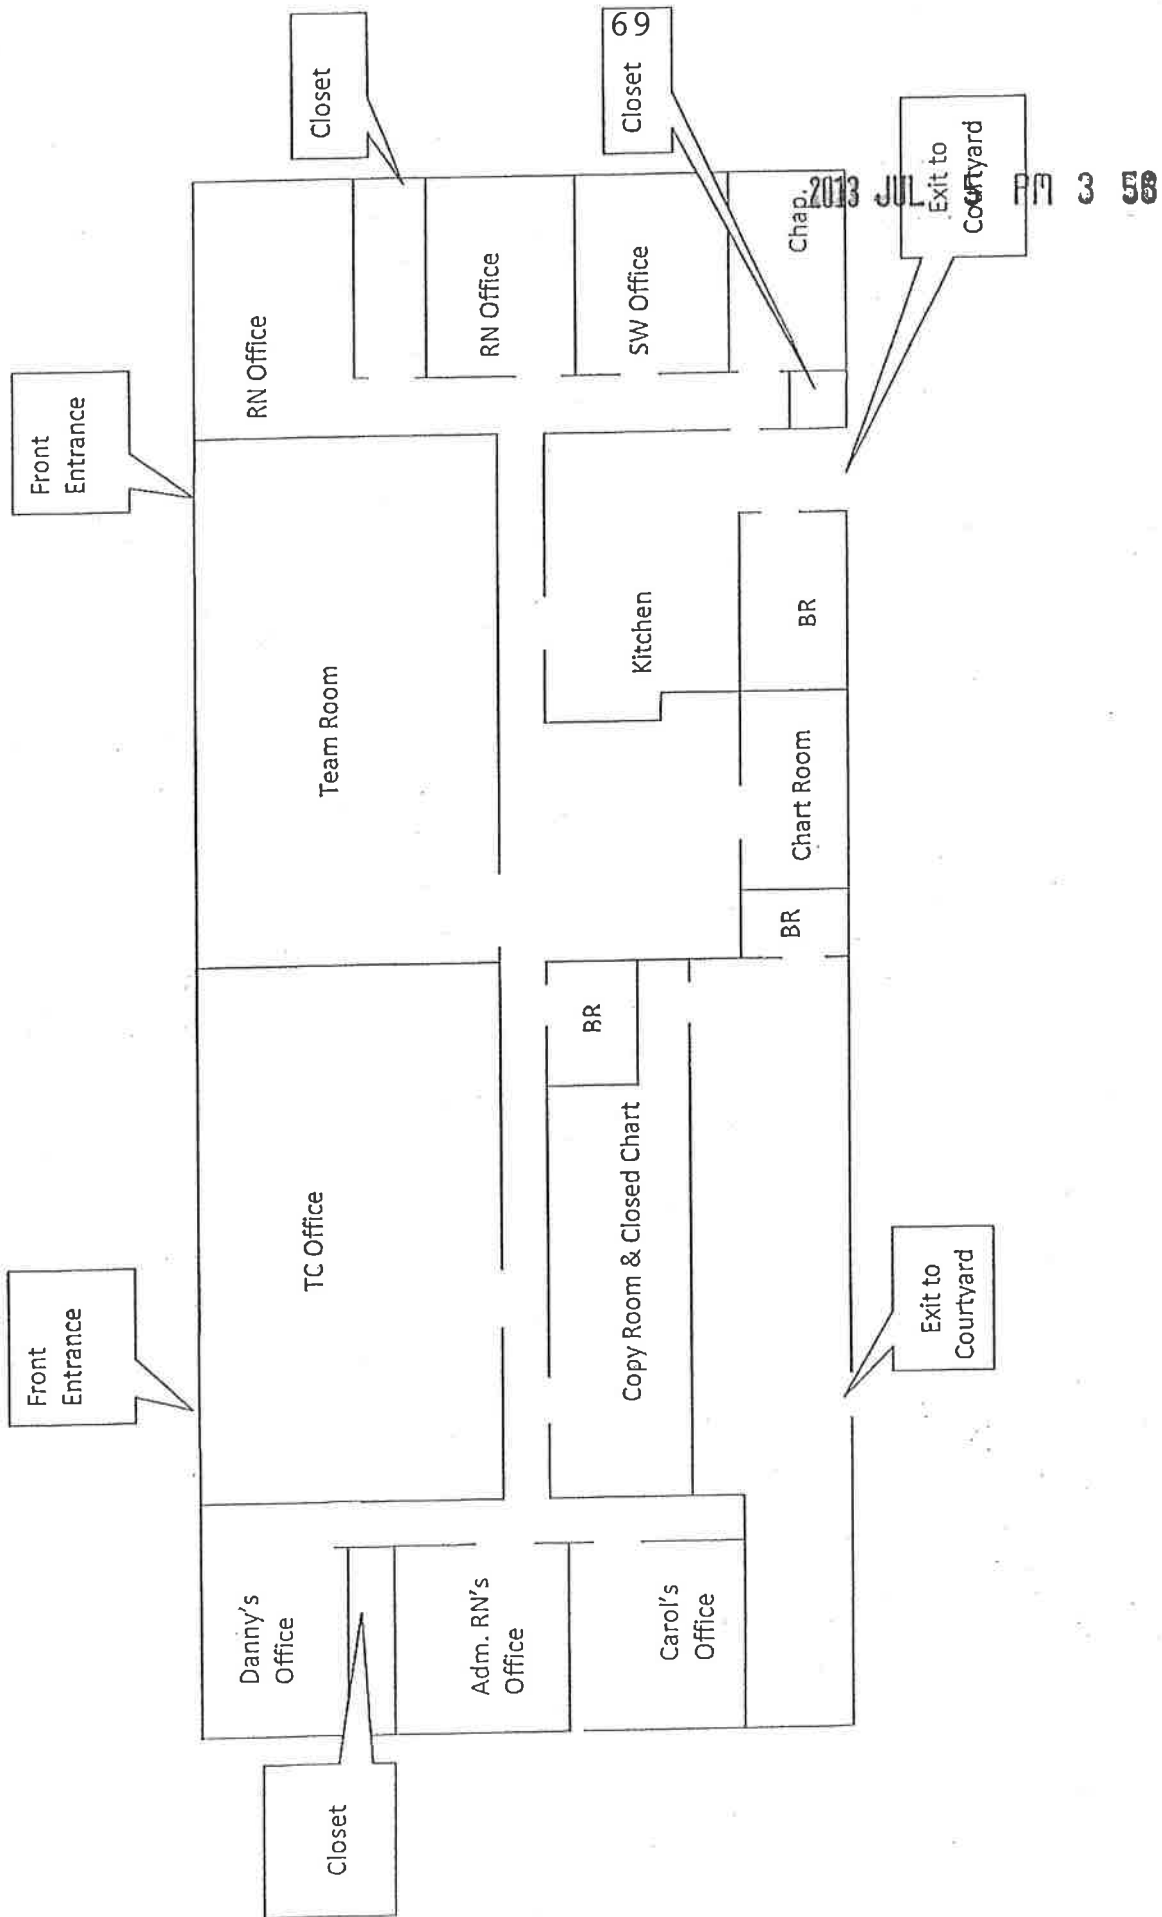 Front
Entrance
Front
Entrance
Danny's
Office
RN Office
Closet
TC Office
Team Room
Closet
Adm. RN's
Office
RN Office
Copy Room & Closed Chart
BR
Carol's
Office
Kitchen
SW Office
69
Closet
BR
Chart Room
BR
Chap.
2013 JUL PM 3
Exit to
Courtyard
Exit to
Courtyard